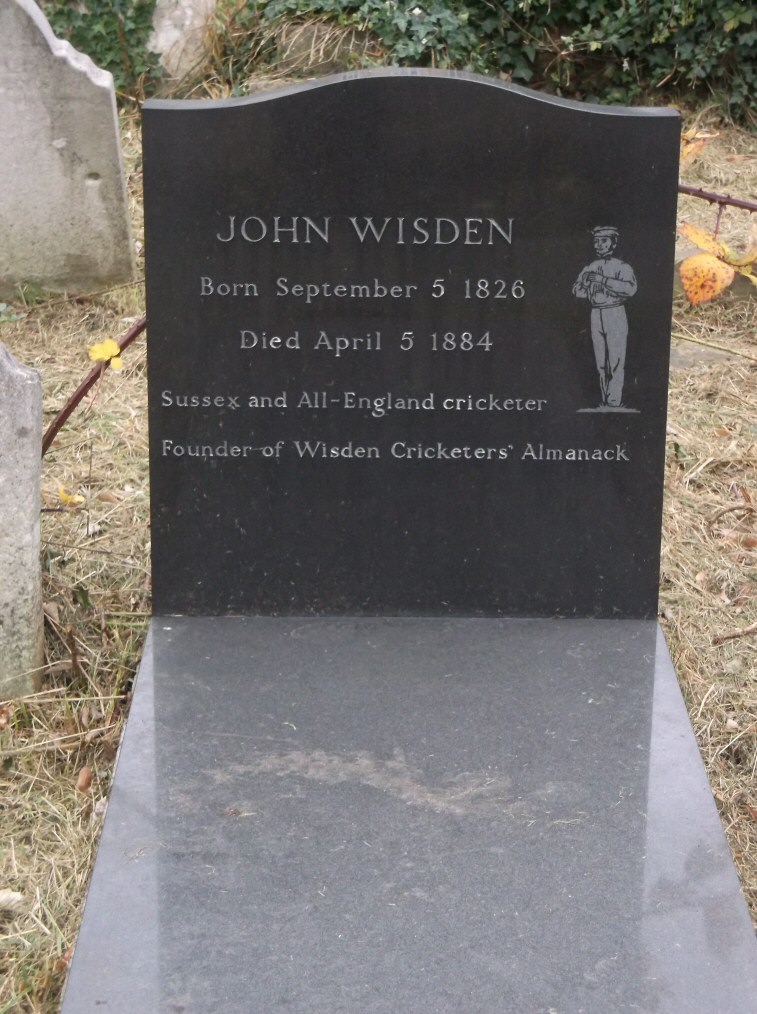 JOHN WISDEN
Born September 5 1826
Died April 5 1884
Sussex and All-England cricketer
Founder of Wisden Cricketers' Almanack